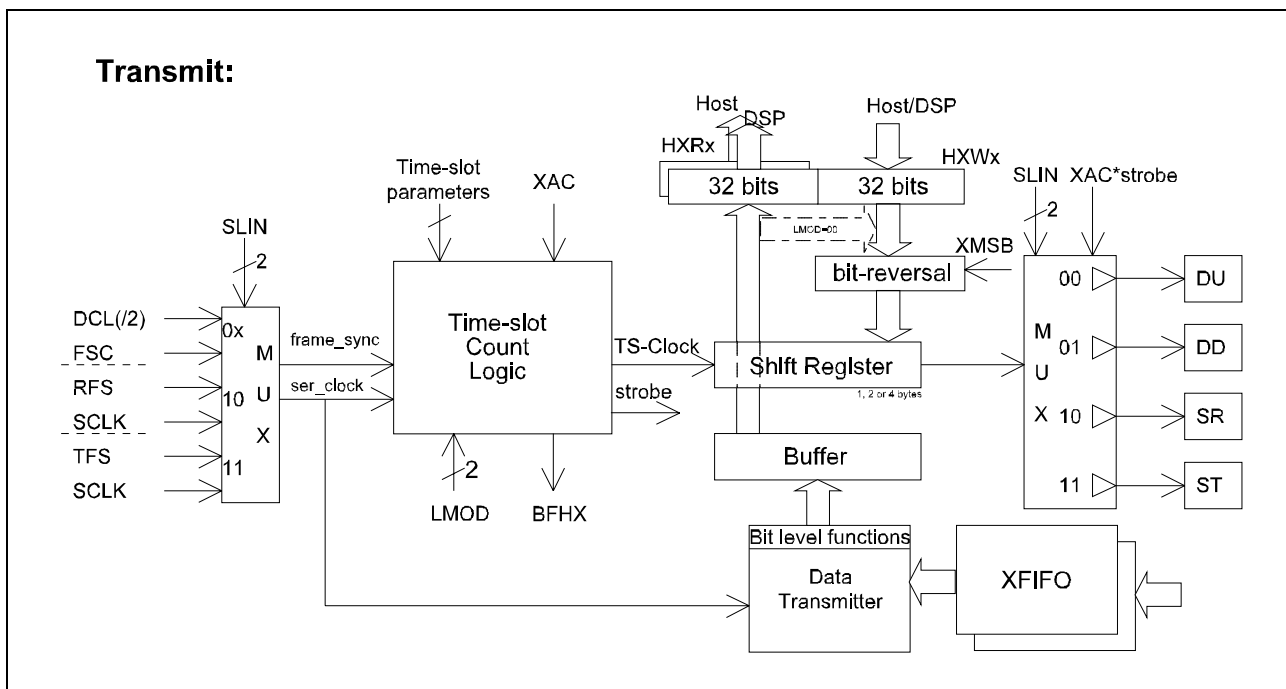 Transmit:
Host
DSP
Host/DSP
HXRx
HXWx
Time-slot
parameters
XAC
32 bits
32 bits
SLIN
XAC*strobe
2
SLIN
2
LMOD=00
XMSB
bit-reversal
DCL(/2)
0x
FSC
M
frame_sync
RFS
10
U
ser_clock
SCLK
X
TFS
11
SCLK
Time-slot
Count
Logic
TS-Clock
strobe
Shift Register
1, 2 or 4 bytes
2
LMOD
BFHX
Buffer
00
DU
M
01
DD
U
X
10
SR
11
ST
Bit level functions
Data
Transmitter
XFIFO